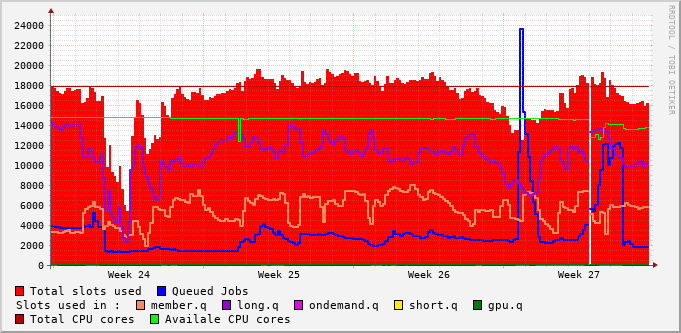 RRDTOOL / TOBI OETIKER
24000
22000
20000
18000
16000
14000
12000
10000
8000
6000
4000
2000
0
Week 24 Week 25 Week 26 Week 27
Total slots used Queued Jobs
Slots used in : member.q long.q ondemand.q short.q gpu.q
Total CPU cores Availale CPU cores